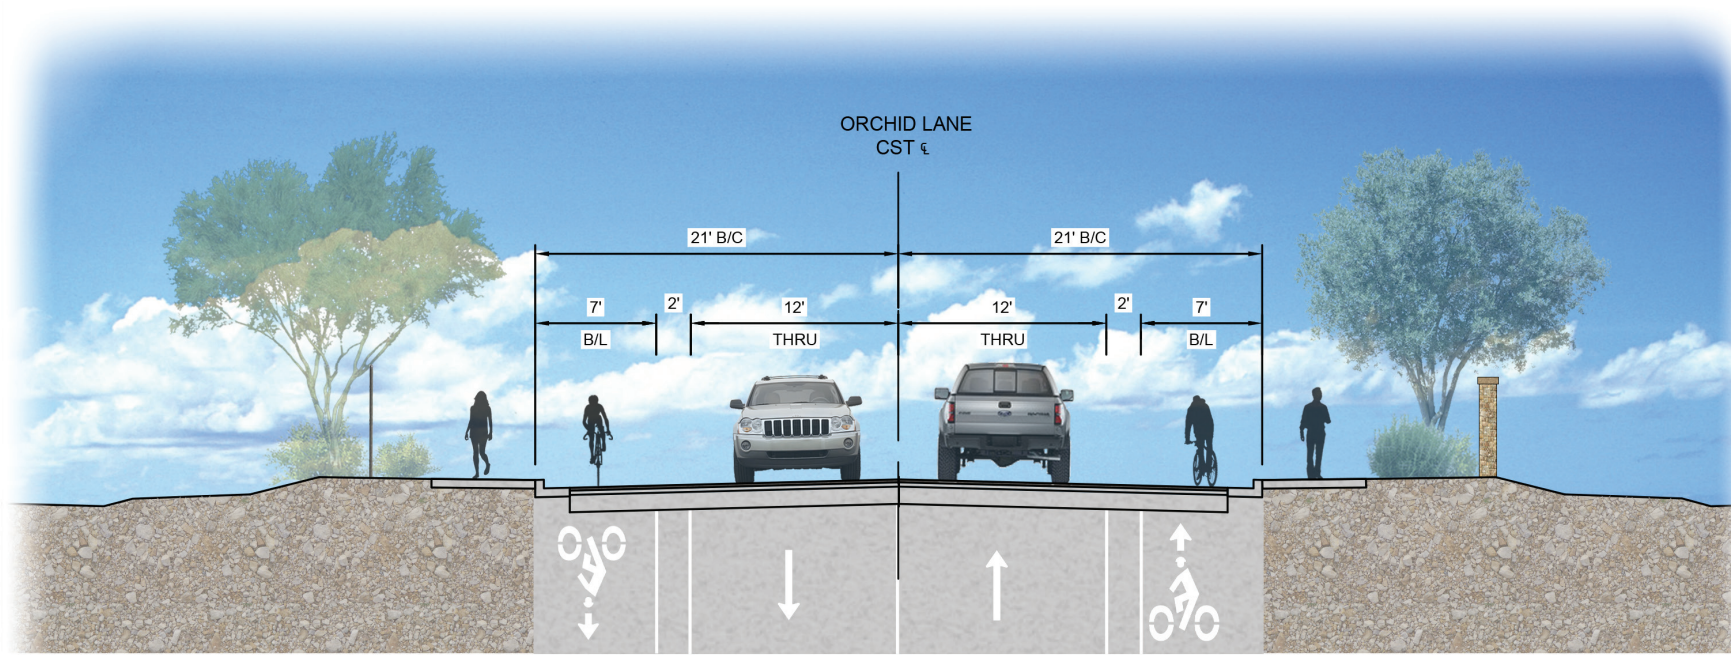 ORCHID LANE
CST ℄
21' B/C
21' B/C
7'
2'
12'
12'
2'
7'
B/L
THRU
THRU
B/L